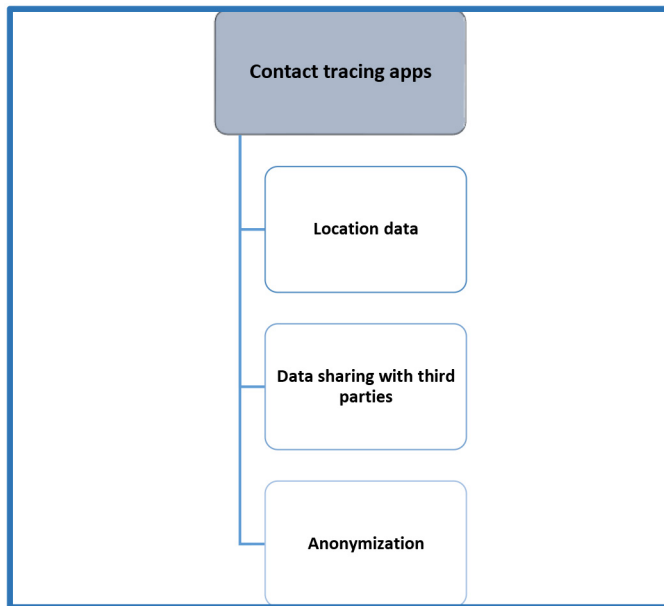 Contact tracing apps
Location data
Data sharing with third
parties
Anonymization